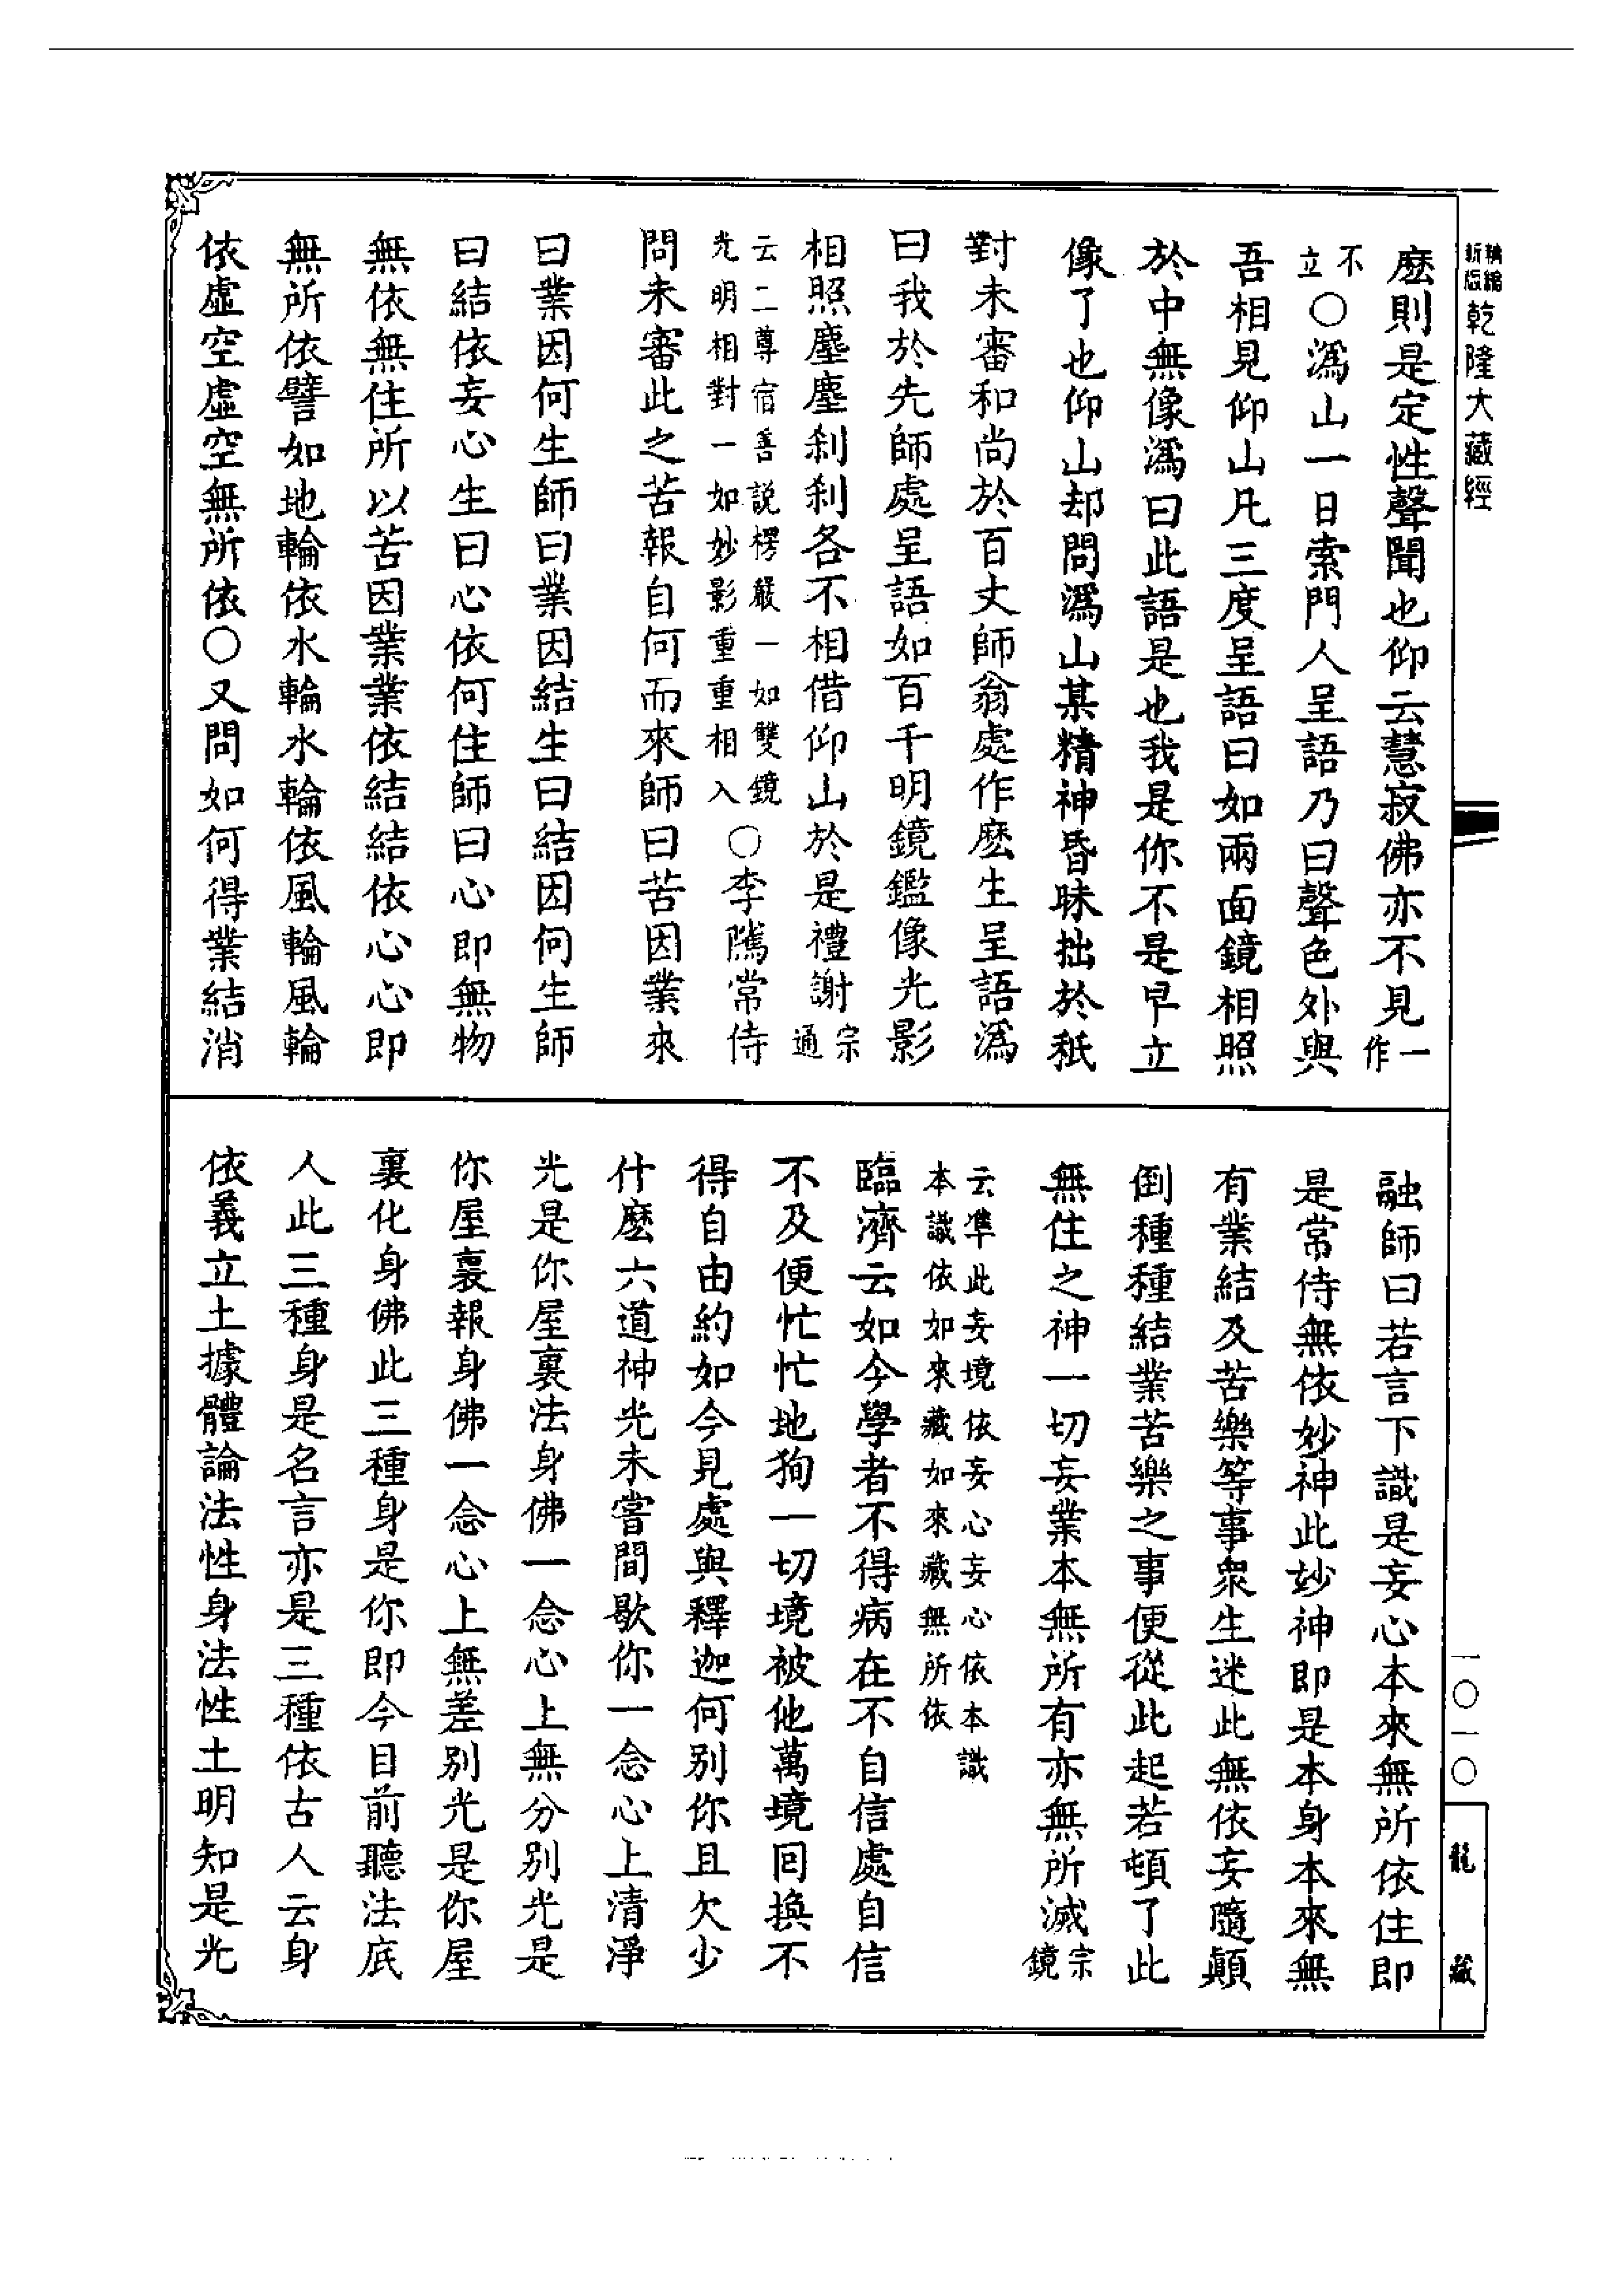 新版精縮乾隆大藏經
麽則是定性聲聞也仰云慧寂佛亦不見一作
不立○溈山一日索門人呈語乃曰聲色外與
吾相見仰山凡三度呈語曰如兩面鏡相照
於中無像溈曰此語是也我是你不是早立
像了也仰山却問溈山某精神昏昧拙於秖
對未審和尚於百丈師翁處作麽生呈語溈
曰我於先師處呈語如百千明鏡鑑像光影
相照塵塵刹刹各不相借仰山於是禮謝宗通
云二尊宿善説楞嚴一如雙鏡
光明相對一如妙影重重相入○李隲常侍
問未審此之苦報自何而來師曰苦因業來
曰業因何生師曰業因結生曰結因何生師
曰結依妄心生曰心依何住師曰心即無物
無依無住所以苦因業業依結結依心心即
無所依譬如地輪依水輪水輪依風輪風輪
依虛空虛空無所依○又問如何得業結消
融師曰若言下識是妄心本來無所依住即
是常侍無依妙神此妙神即是本身本來無
有業結及苦樂等事衆生迷此無依妄隨顛
倒種種結業苦樂之事便從此起若頓了此
無住之神一切妄業本無所有亦無所滅宗鏡
云準此妄境依妄心妄心依本識
本識依如來藏如來藏無所依
臨濟云如今學者不得病在不自信處自信
不及便忙忙地狥一切境被他萬境回換不
得自由約如今見處與釋迦何別你且欠少
什麽六道神光未嘗間歇你一念心上清淨
光是你屋裏法身佛一念心上無分別光是
你屋裏報身佛一念心上無差別光是你屋
裏化身佛此三種身是你即今目前聽法底
人此三種身是名言亦是三種依古人云身
依義立土據體論法性身法性土明知是光
一〇一〇
龍藏